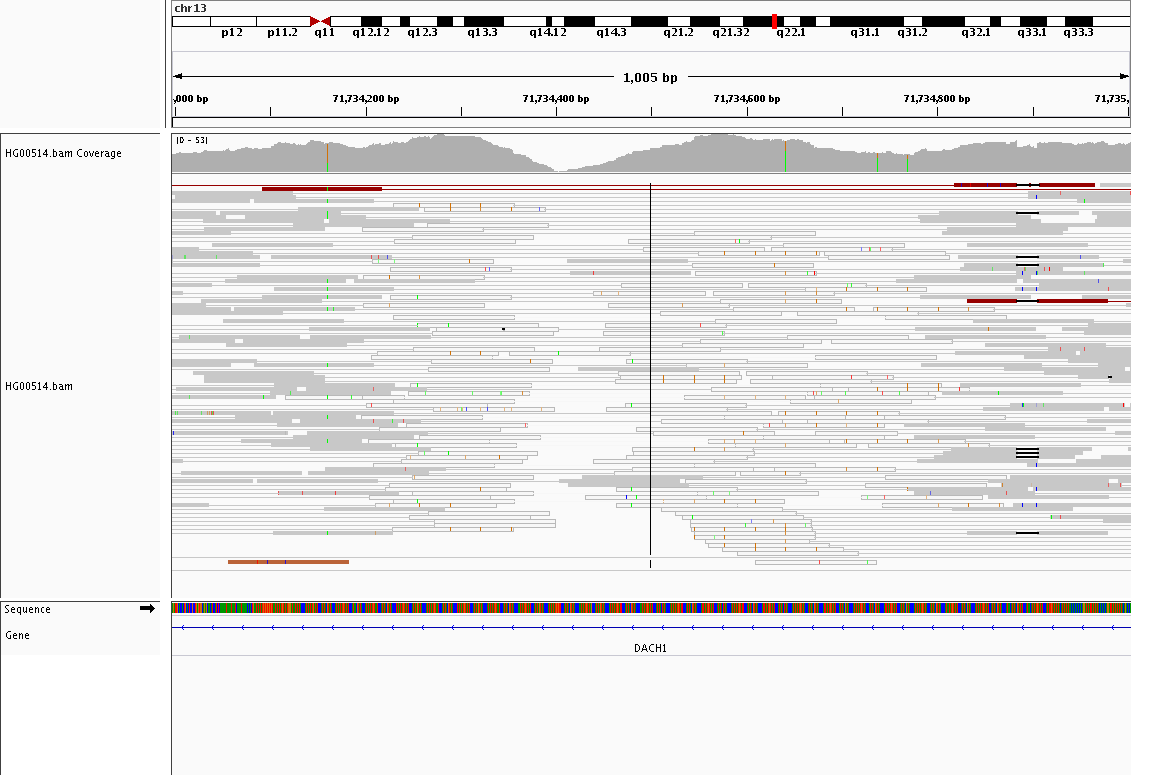 chr13
p12 p11.2 q11 q12.12 q12.3 q13.3 q14.12 q14.3 q21.2 q21.32 q22.1 q31.1 q31.2 q32.1 q33.1 q33.3
1,005 bp
,000 bp 71,734,200 bp 71,734,400 bp 71,734,600 bp 71,734,800 bp 71,735,
[0 - 53]
HG00514.bam Coverage
HG00514.bam
Sequence
Gene
DACH1